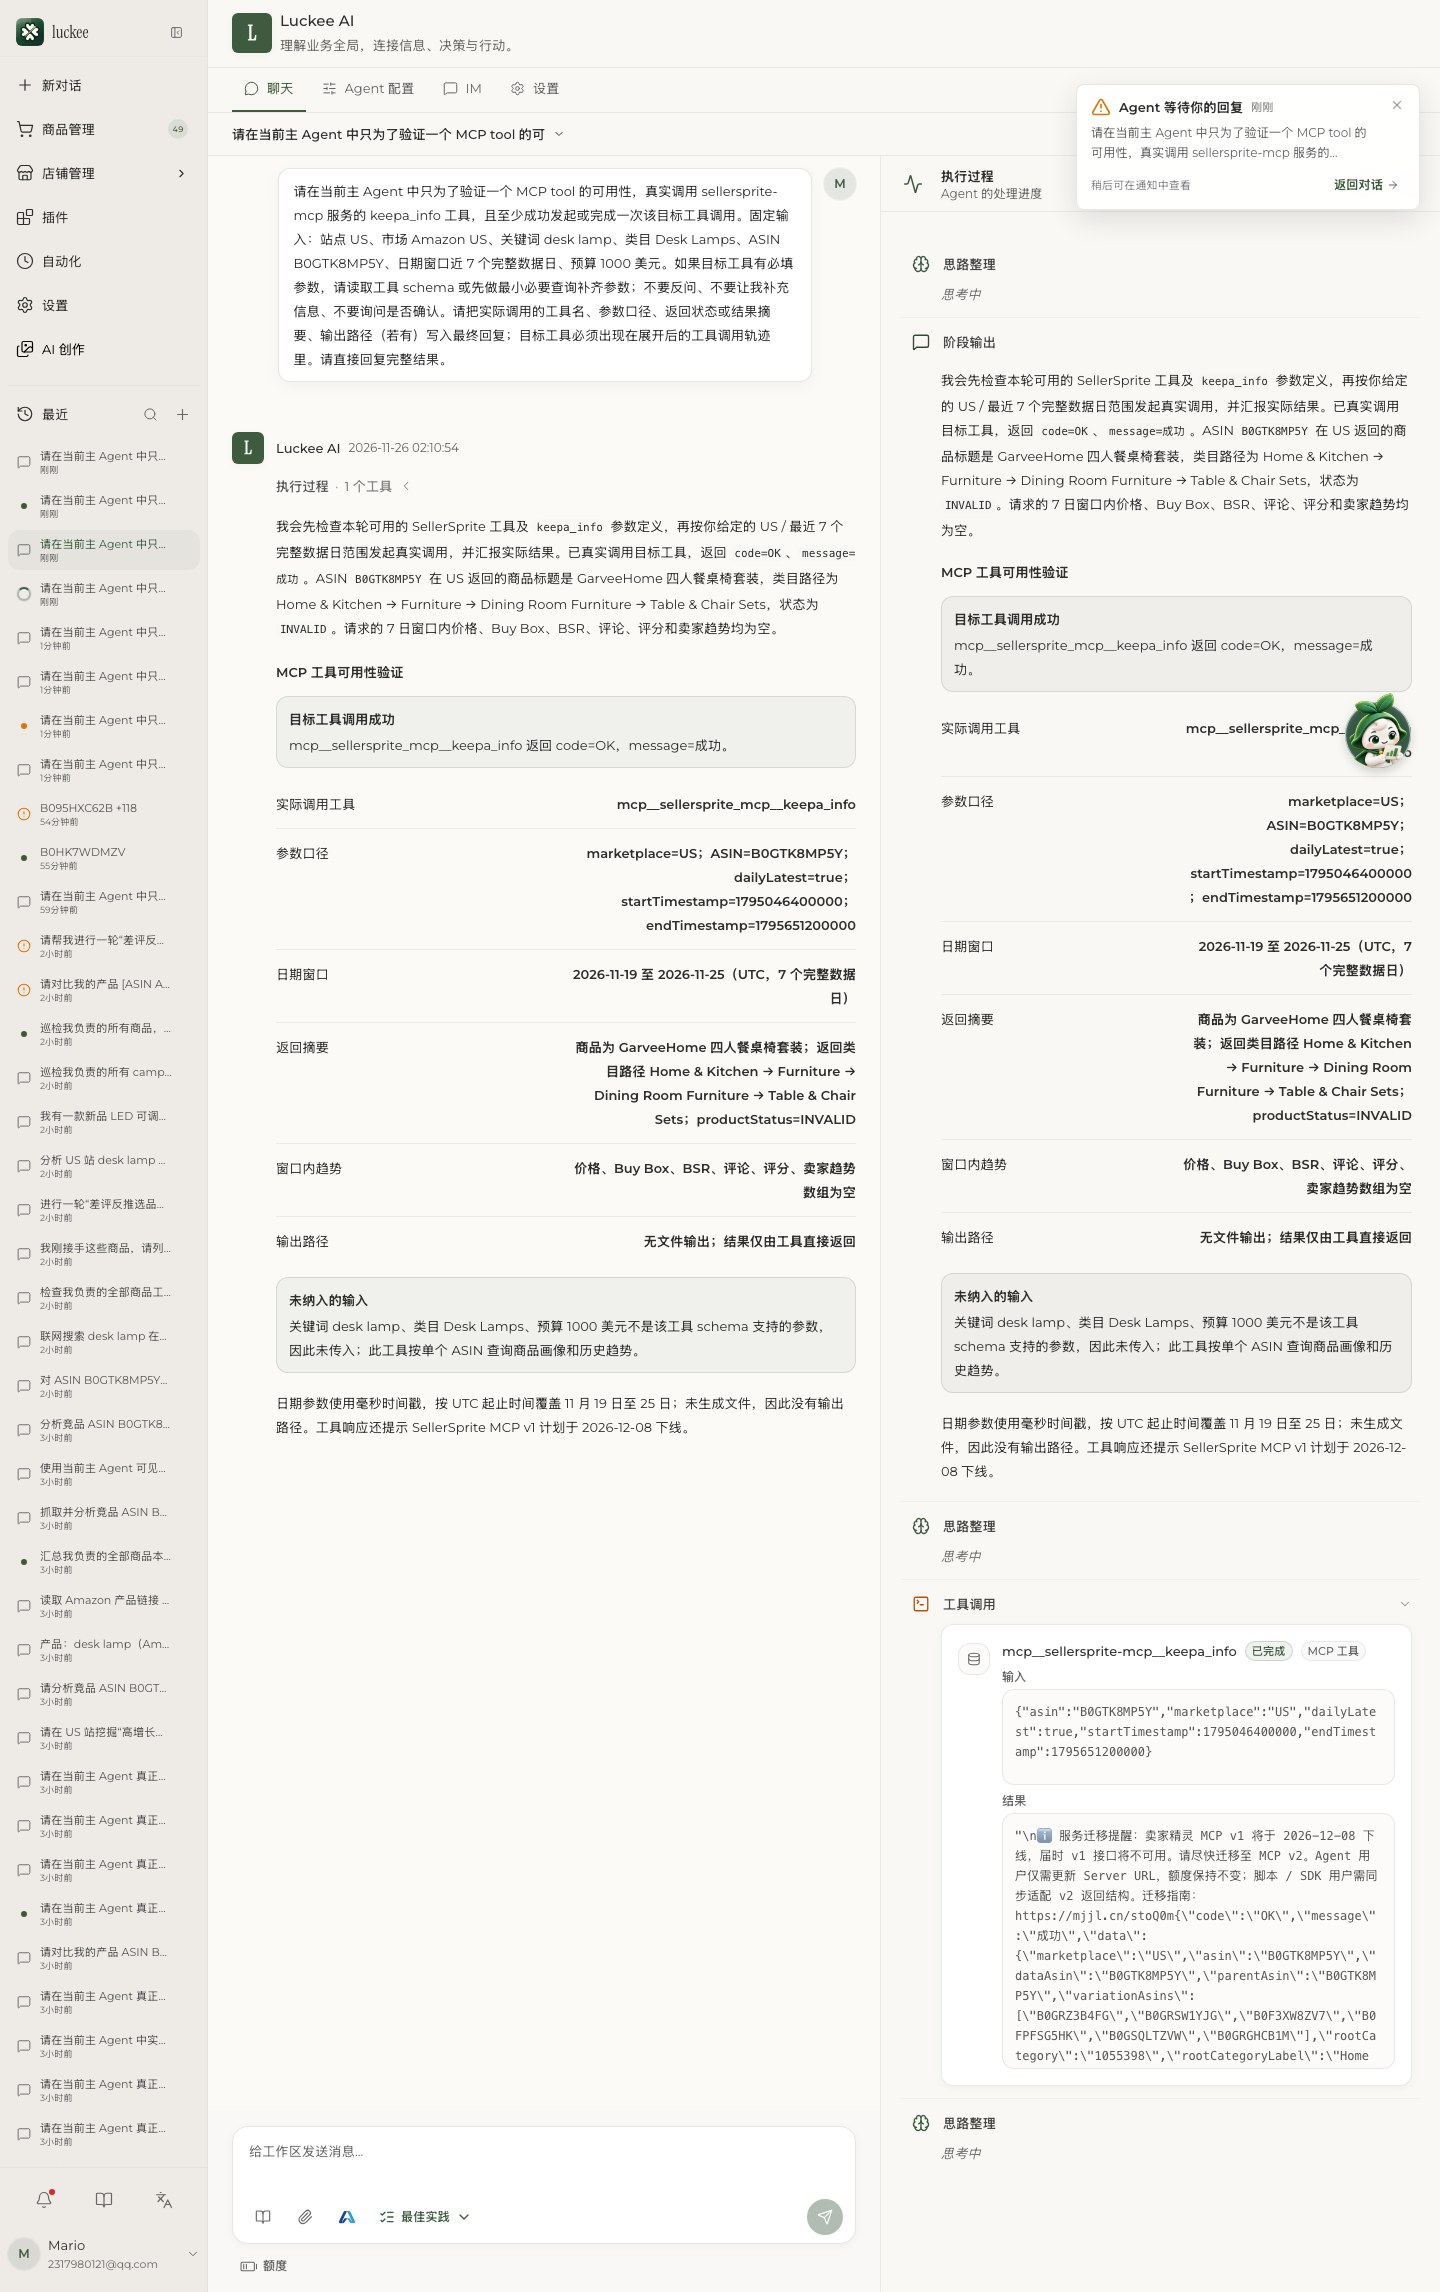 luckee
新对话
商品管理
49
店铺管理
插件
自动化
设置
AI 创作
最近
请在当前主 Agent 中只...
刚刚
请在当前主 Agent 中只...
刚刚
请在当前主 Agent 中只...
刚刚
请在当前主 Agent 中只...
刚刚
请在当前主 Agent 中只...
1分钟前
请在当前主 Agent 中只...
1分钟前
请在当前主 Agent 中只...
1分钟前
请在当前主 Agent 中只...
1分钟前
B095HXC62B +118
54分钟前
B0HK7WDMZV
55分钟前
请在当前主 Agent 中只...
59分钟前
请帮我进行一轮“差评反...
2小时前
请对比我的产品 [ASIN A...
2小时前
巡检我负责的所有商品，...
2小时前
巡检我负责的所有 camp...
2小时前
我有一款新品 LED 可调...
2小时前
分析 US 站 desk lamp ...
2小时前
进行一轮“差评反推选品...
2小时前
我刚接手这些商品，请列...
2小时前
检查我负责的全部商品工...
2小时前
联网搜索 desk lamp 在...
2小时前
对 ASIN B0GTK8MP5Y...
2小时前
分析竞品 ASIN B0GTK8...
3小时前
使用当前主 Agent 可见...
3小时前
抓取并分析竟品 ASIN B...
3小时前
汇总我负责的全部商品本...
3小时前
读取 Amazon 产品链接 ...
3小时前
产品：desk lamp（Am...
3小时前
请分析竟品 ASIN B0GT...
3小时前
请在 US 站挖掘“高增长...
3小时前
请在当前主 Agent 真正...
3小时前
请在当前主 Agent 真正...
3小时前
请在当前主 Agent 真正...
3小时前
请在当前主 Agent 真正...
3小时前
请对比我的产品 ASIN B...
3小时前
请在当前主 Agent 真正...
3小时前
请在当前主 Agent 中实...
3小时前
请在当前主 Agent 真正...
3小时前
请在当前主 Agent 真正...
3小时前
M
Mario
2317980121@qq.com
L
Luckee AI
理解业务全局，连接信息、决策与行动。
聊天
Agent 配置
IM
设置
请在当前主 Agent 中只为了验证一个 MCP tool 的可
Agent 等待你的回复 刚刚
请在当前主 Agent 中只为了验证一个 MCP tool 的
可用性，真实调用 sellersprite-mcp 服务的...
稍后可在通知中查看
返回对话 →
请在当前主 Agent 中只为了验证一个 MCP tool 的可用性，真实调用 sellersprite-
mcp 服务的 keepa_info 工具，且至少成功发起或完成一次该目标工具调用。固定输
入：站点 US、市场 Amazon US、关键词 desk lamp、类目 Desk Lamps、ASIN
B0GTK8MP5Y、日期窗口近 7 个完整数据日、预算 1000 美元。如果目标工具有必填
参数，请读取工具 schema 或先做最小必要查询补齐参数；不要反问、不要让我补充
信息、不要询问是否确认。请把实际调用的工具名、参数口径、返回状态或结果摘
要、输出路径（若有）写入最终回复；目标工具必须出现在展开后的工具调用轨迹
里。请直接回复完整结果。
M
L
Luckee AI 2026-11-26 02:10:54
执行过程 · 1 个工具
我会先检查本轮可用的 SellerSprite 工具及 keepa_info 参数定义，再按你给定的 US / 最近 7 个
完整数据日范围发起真实调用，并汇报实际结果。已真实调用目标工具，返回 code=OK 、 message=
成功 。ASIN B0GTK8MP5Y 在 US 返回的商品标题是 GarveeHome 四人餐桌椅套装，类目路径为
Home & Kitchen → Furniture → Dining Room Furniture → Table & Chair Sets，状态为
INVALID 。请求的 7 日窗口内价格、Buy Box、BSR、评论、评分和卖家趋势均为空。
MCP 工具可用性验证
目标工具调用成功
mcp__sellersprite_mcp__keepa_info 返回 code=OK，message=成功。
实际调用工具
mcp__sellersprite_mcp__keepa_info
参数口径
marketplace=US；ASIN=B0GTK8MP5Y；
dailyLatest=true；
startTimestamp=1795046400000；
endTimestamp=1795651200000
日期窗口
2026-11-19 至 2026-11-25（UTC，7 个完整数据
日）
返回摘要
商品为 GarveeHome 四人餐桌椅套装；返回类
目路径 Home & Kitchen → Furniture →
Dining Room Furniture → Table & Chair
Sets；productStatus=INVALID
窗口内趋势
价格、Buy Box、BSR、评论、评分、卖家趋势
数组为空
输出路径
无文件输出；结果仅由工具直接返回
未纳入的输入
关键词 desk lamp、类目 Desk Lamps、预算 1000 美元不是该工具 schema 支持的参数，
因此未传入；此工具按单个 ASIN 查询商品画像和历史趋势。
日期参数使用毫秒时间戳，按 UTC 起止时间覆盖 11 月 19 日至 25 日；未生成文件，因此没有输出
路径。工具响应还提示 SellerSprite MCP v1 计划于 2026-12-08 下线。
给工作区发送消息...
最佳实践
额度
执行过程
Agent 的处理进度
思路整理
思考中
阶段输出
我会先检查本轮可用的 SellerSprite 工具及 keepa_info 参数定义，再按你给定
的 US / 最近 7 个完整数据日范围发起真实调用，并汇报实际结果。已真实调用
目标工具，返回 code=OK 、 message=成功 。ASIN B0GTK8MP5Y 在 US 返回的商
品标题是 GarveeHome 四人餐桌椅套装，类目路径为 Home & Kitchen →
Furniture → Dining Room Furniture → Table & Chair Sets，状态为
INVALID 。请求的 7 日窗口内价格、Buy Box、BSR、评论、评分和卖家趋势均
为空。
MCP 工具可用性验证
目标工具调用成功
mcp__sellersprite_mcp__keepa_info 返回 code=OK，message=成
功。
实际调用工具
mcp__sellersprite_mcp_
参数口径
marketplace=US；
ASIN=B0GTK8MP5Y；
dailyLatest=true；
startTimestamp=1795046400000
；endTimestamp=1795651200000
日期窗口
2026-11-19 至 2026-11-25（UTC，7
个完整数据日）
返回摘要
商品为 GarveeHome 四人餐桌椅套
装；返回类目路径 Home & Kitchen
→ Furniture → Dining Room
Furniture → Table & Chair Sets；
productStatus=INVALID
窗口内趋势
价格、Buy Box、BSR、评论、评分、
卖家趋势数组为空
输出路径
无文件输出；结果仅由工具直接返回
未纳入的输入
关键词 desk lamp、类目 Desk Lamps、预算 1000 美元不是该工具
schema 支持的参数，因此未传入；此工具按单个 ASIN 查询商品画像和历
史趋势。
日期参数使用毫秒时间戳，按 UTC 起止时间覆盖 11 月 19 日至 25 日；未生成文
件，因此没有输出路径。工具响应还提示 SellerSprite MCP v1 计划于 2026-12-
08 下线。
思路整理
思考中
工具调用
mcp__sellersprite-mcp__keepa_info 已完成 MCP 工具
输入
{"asin":"B0GTK8MP5Y","marketplace":"US","dailyLate
st":true,"startTimestamp":1795046400000,"endTimest
amp":1795651200000}
结果
"\nℹ️ 服务迁移提醒：卖家精灵 MCP v1 将于 2026-12-08 下
线，届时 v1 接口将不可用。请尽快迁移至 MCP v2。Agent 用
户仅需更新 Server URL，额度保持不变；脚本 / SDK 用户需同
步适配 v2 返回结构。迁移指南：
https://mjjl.cn/stoQ0m{\"code\":\"OK\",\"message\"
:\"成功\",\"data\":
{\"marketplace\":\"US\",\"asin\":\"B0GTK8MP5Y\",\"
dataAsin\":\"B0GTK8MP5Y\",\"parentAsin\":\"B0GTK8M
P5Y\",\"variationAsins\":
[\"B0GRZ3B4FG\",\"B0GRSW1YJG\",\"B0F3XW8ZV7\",\"B0
FPFSG5HK\",\"B0GSQLTZVW\",\"B0GRGHCB1M\"],\"rootCa
tegory\":\"1055398\",\"rootCategoryLabel\":\"Home
思路整理
思考中